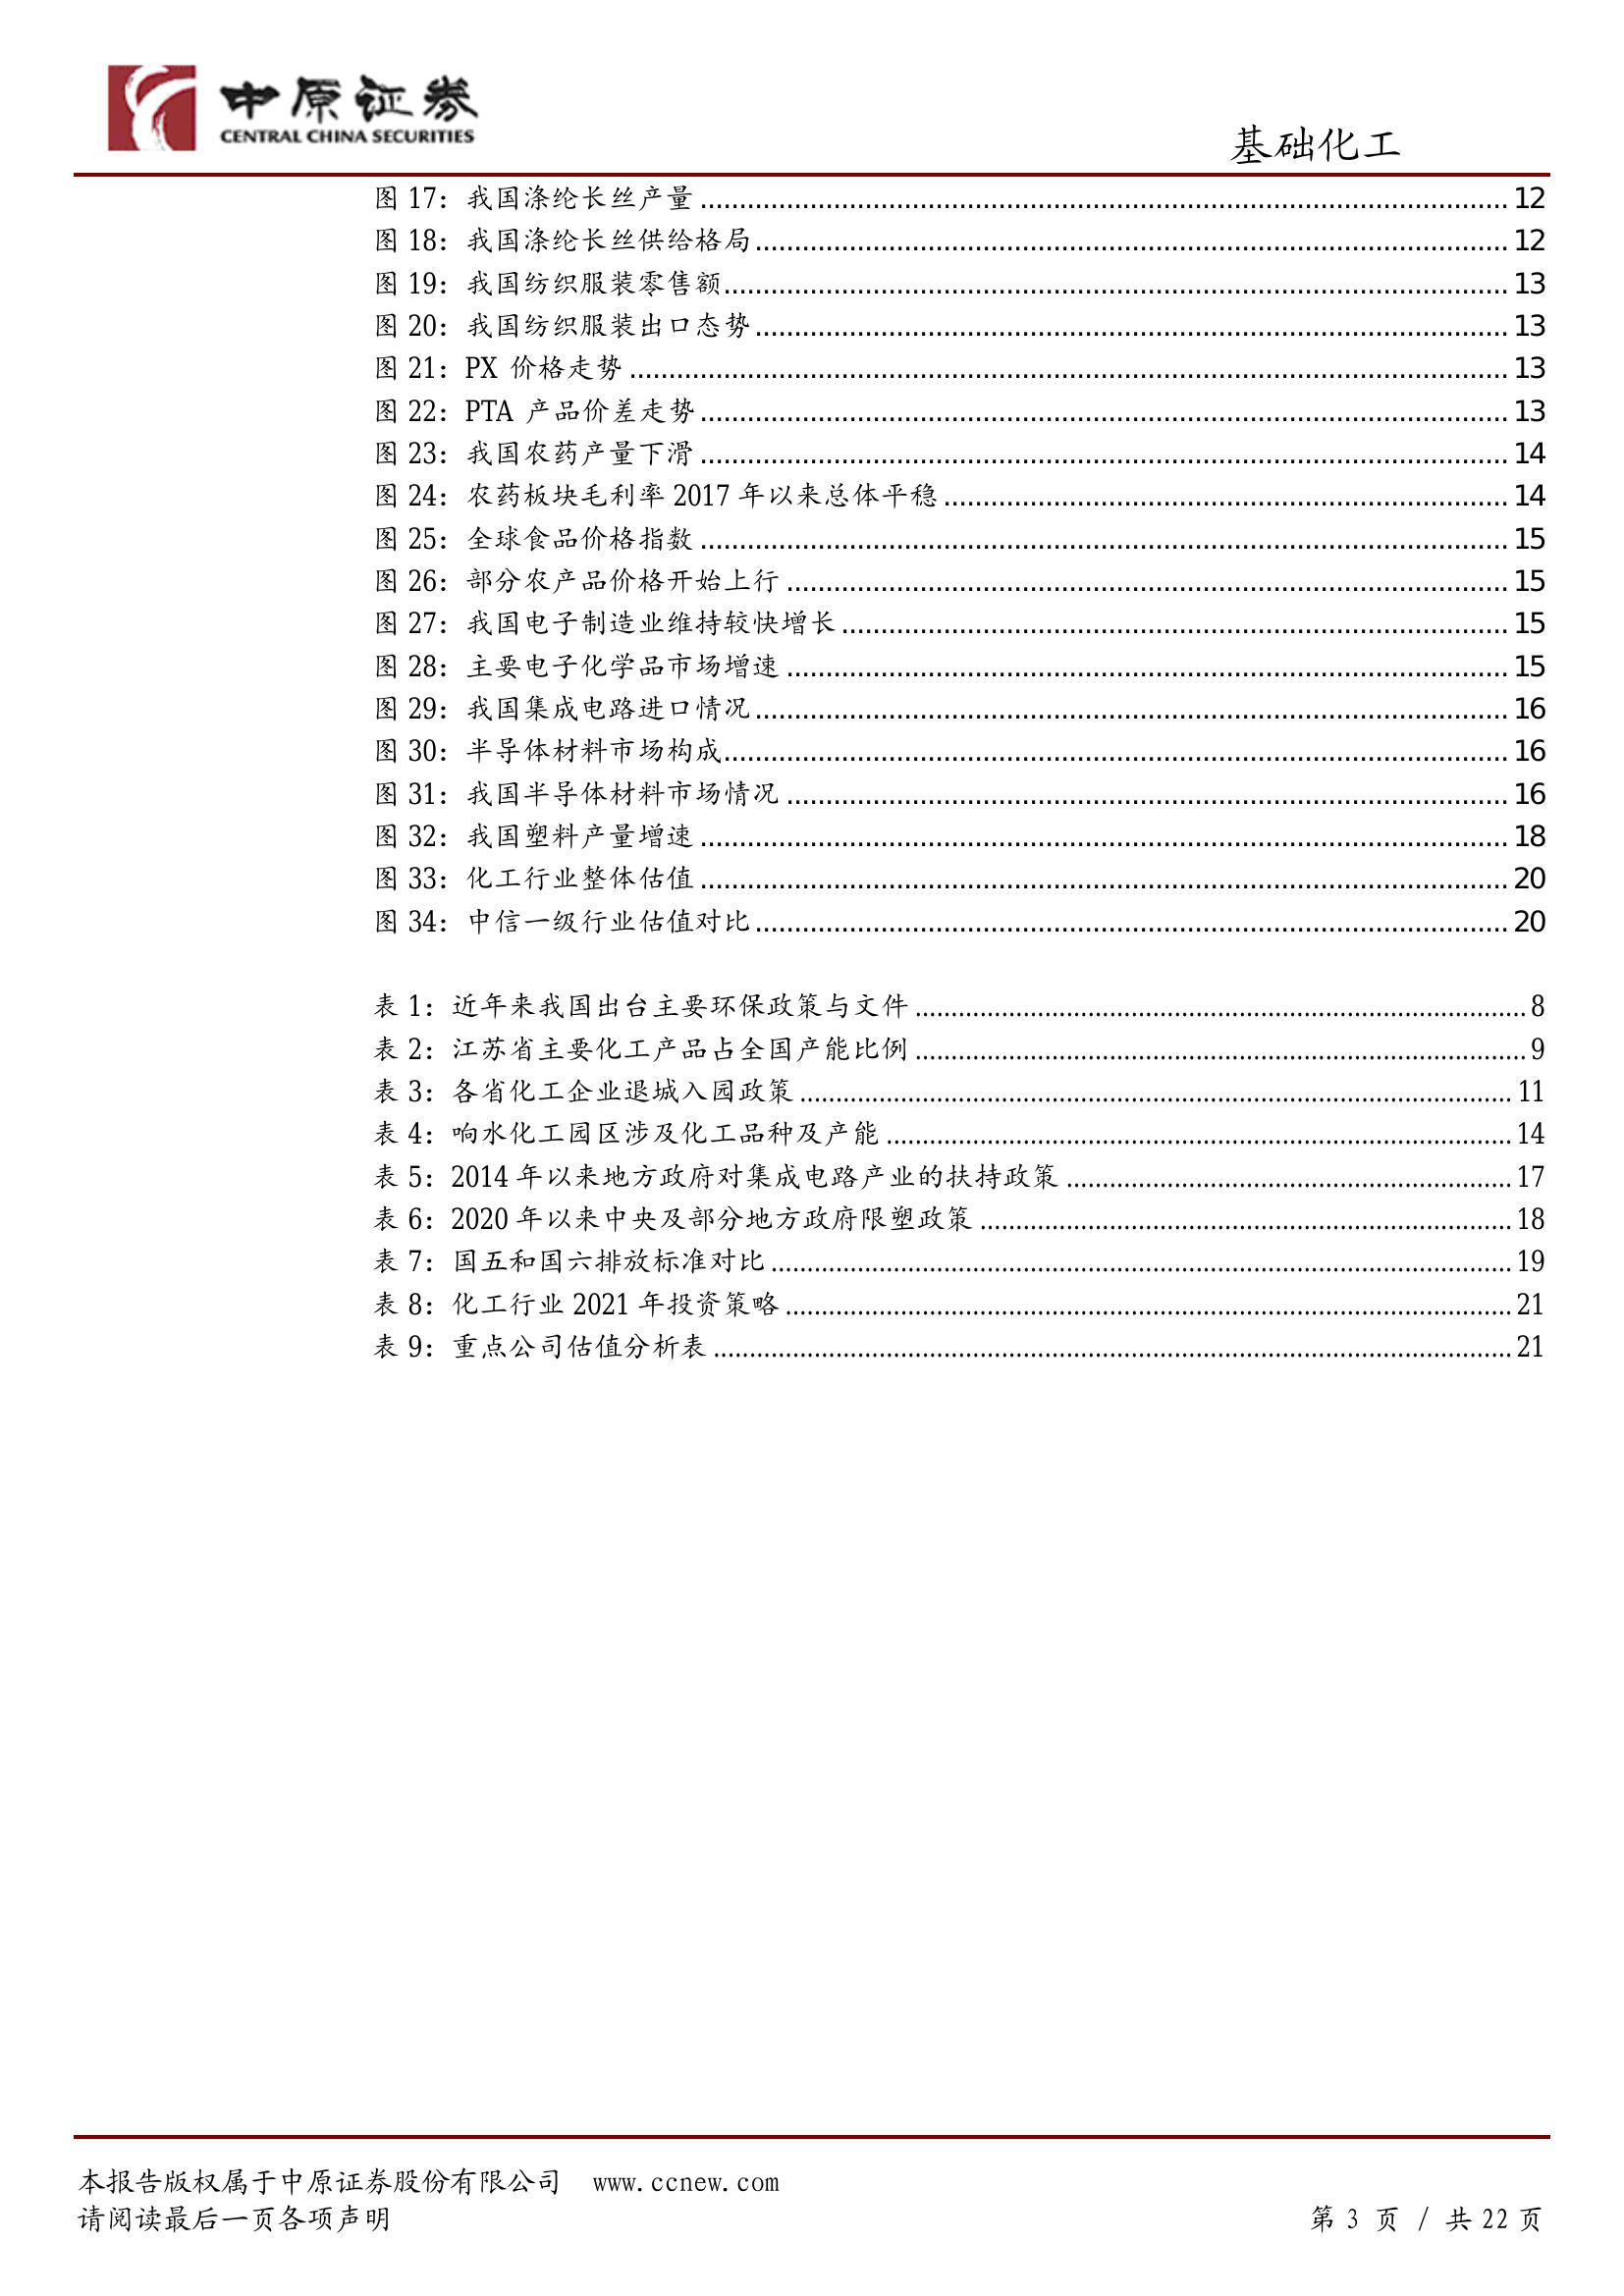 中原证券
CENTRAL CHINA SECURITIES
基础化工
图 17：我国涤纶长丝产量 ........ 12
图 18：我国涤纶长丝供给格局 ........ 12
图 19：我国纺织服装零售额 ........ 13
图 20：我国纺织服装出口态势 ........ 13
图 21：PX 价格走势 ........ 13
图 22：PTA 产品价差走势 ........ 13
图 23：我国农药产量下滑 ........ 14
图 24：农药板块毛利率 2017 年以来总体平稳 ........ 14
图 25：全球食品价格指数 ........ 15
图 26：部分农产品价格开始上行 ........ 15
图 27：我国电子制造业维持较快增长 ........ 15
图 28：主要电子化学品市场增速 ........ 15
图 29：我国集成电路进口情况 ........ 16
图 30：半导体材料市场构成 ........ 16
图 31：我国半导体材料市场情况 ........ 16
图 32：我国塑料产量增速 ........ 18
图 33：化工行业整体估值 ........ 20
图 34：中信一级行业估值对比 ........ 20
表 1：近年来我国出台主要环保政策与文件 ........ 8
表 2：江苏省主要化工产品占全国产能比例 ........ 9
表 3：各省化工企业退城入园政策 ........ 11
表 4：响水化工园区涉及化工品种及产能 ........ 14
表 5：2014 年以来地方政府对集成电路产业的扶持政策 ........ 17
表 6：2020 年以来中央及部分地方政府限塑政策 ........ 18
表 7：国五和国六排放标准对比 ........ 19
表 8：化工行业 2021 年投资策略 ........ 21
表 9：重点公司估值分析表 ........ 21
本报告版权属于中原证券股份有限公司 www.ccnew.com
请阅读最后一页各项声明 第 3 页 / 共 22 页